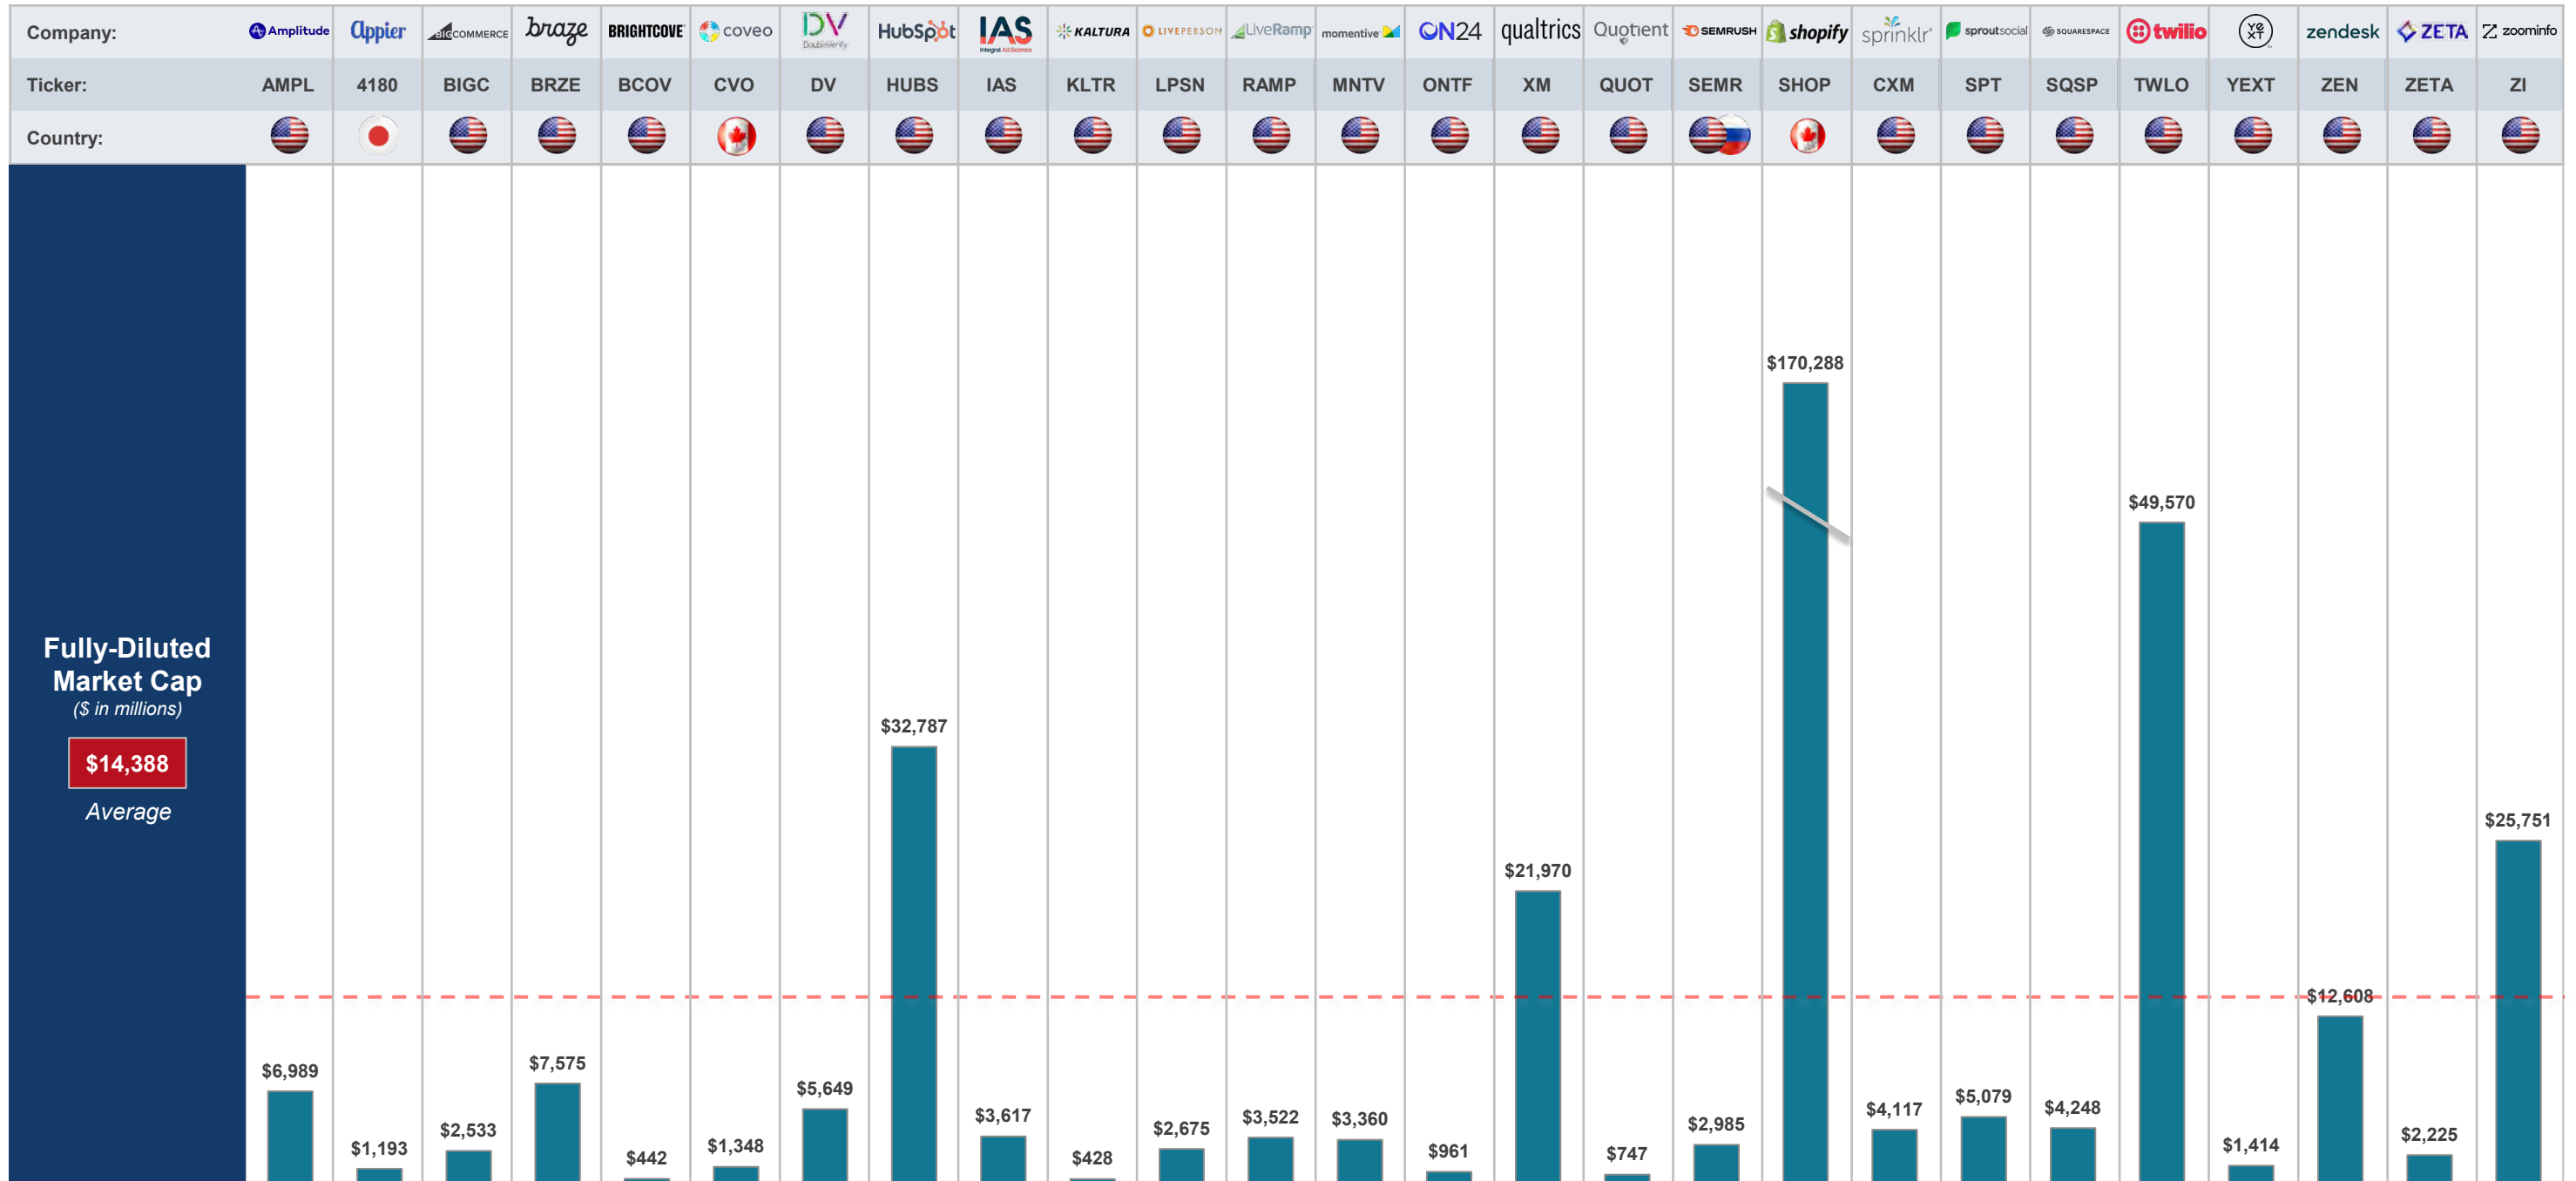 Company: Amplitude Appier BIGCOMMERCE braze BRIGHTCOVE coveo DV DoubleVerify HubSpot IAS Integral Ad Science KALTURA LIVEPERSON LiveRamp momentive ON24 qualtrics Quotient SEMRUSH shopify sprinklr sproutsocial SQUARESPACE twilio YEXT zendesk ZETA zoominfo
Ticker: AMPL 4180 BIGC BRZE BCOV CVO DV HUBS IAS KLTR LPSN RAMP MNTV ONTF XM QUOT SEMR SHOP CXM SPT SQSP TWLO YEXT ZEN ZETA ZI
Country:
Fully-Diluted
Market Cap
($ in millions)
$14,388
Average
$6,989 $1,193 $2,533 $7,575 $442 $1,348 $5,649 $32,787 $3,617 $428 $2,675 $3,522 $3,360 $961 $21,970 $747 $2,985 $170,288 $4,117 $5,079 $4,248 $49,570 $1,414 $12,608 $2,225 $25,751